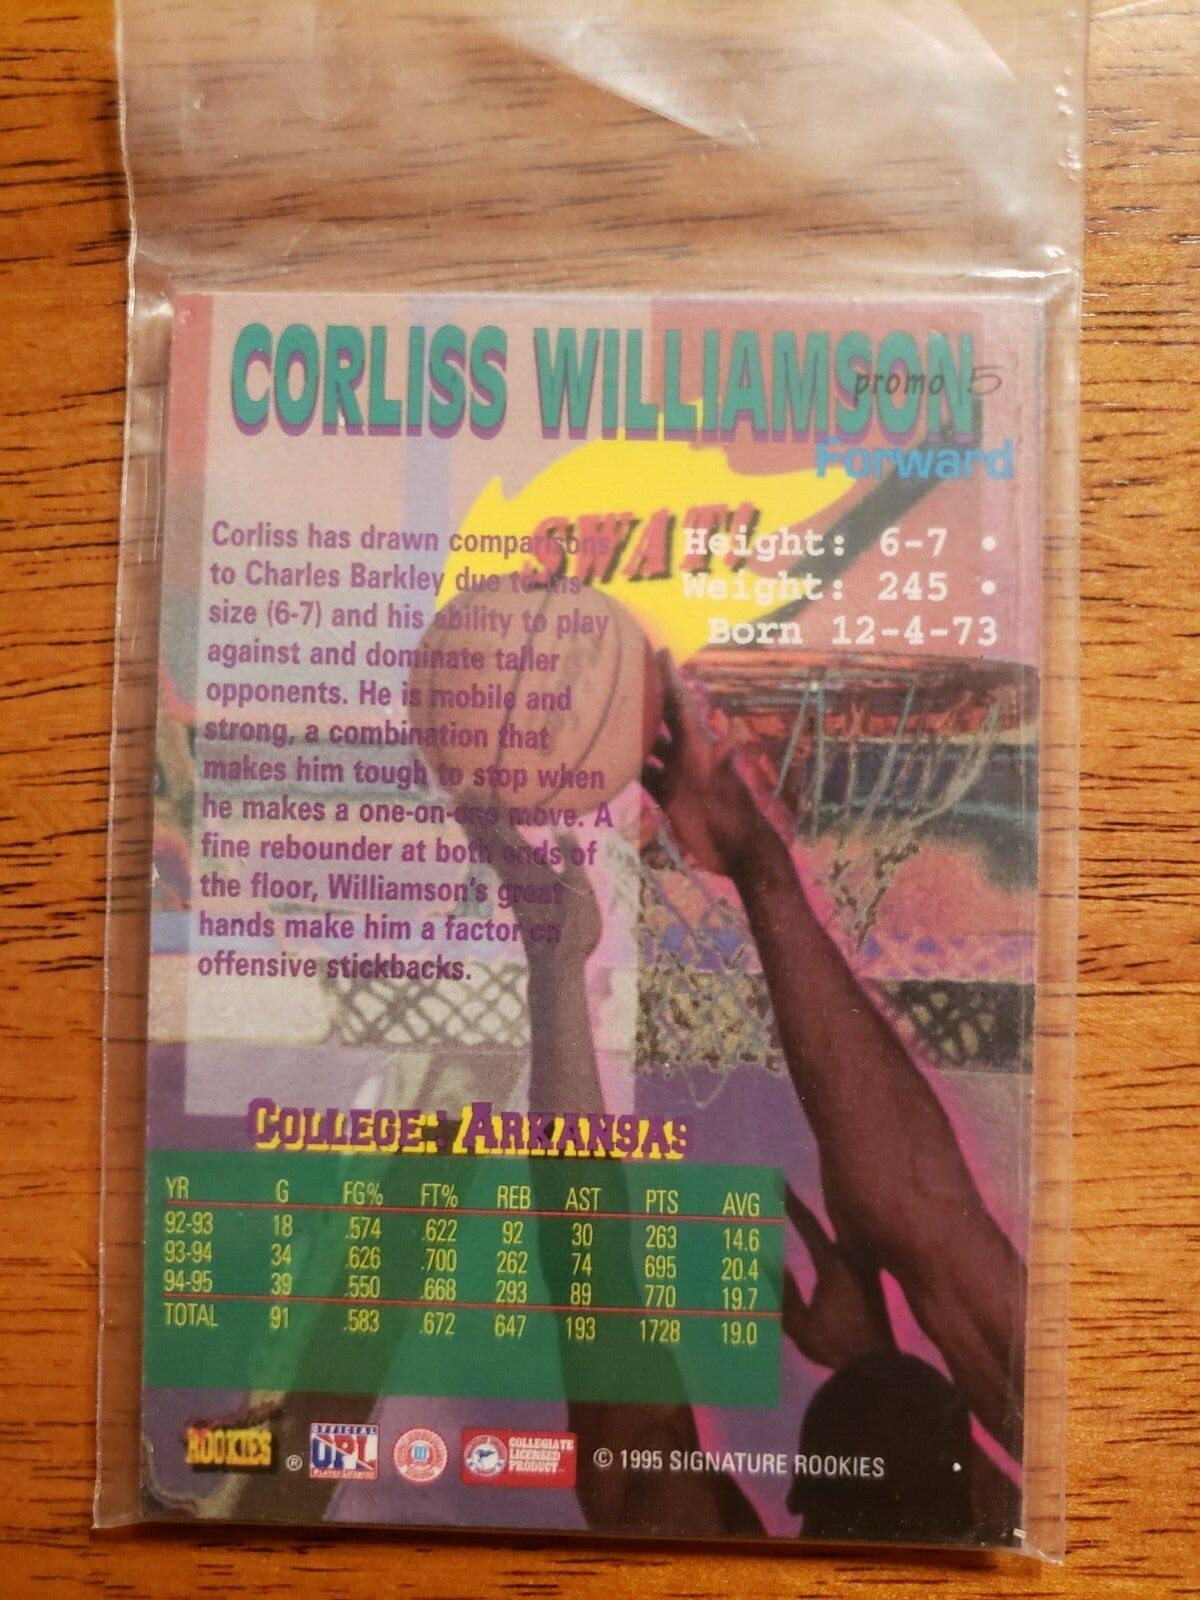 CORLISS WILLIAMSON
promo 5
Forward
SWAT!
Corliss has drawn comparisons
to Charles Barkley due to his
size (6-7) and his ability to play
against and dominate taller
opponents. He is mobile and
strong, a combination that
makes him tough to stop when
he makes a one-on-one move. A
fine rebounder at both ends of
the floor, Williamson's great
hands make him a factor on
offensive stickbacks.
Height: 6-7 •
Weight: 245 •
Born 12-4-73
COLLEGE: ARKANSAS
YR G FG% FT% REB AST PTS AVG
92-93 18 .574 .622 92 30 263 14.6
93-94 34 .626 .700 262 74 695 20.4
94-95 39 .550 .668 293 89 770 19.7
TOTAL 91 .583 .672 647 193 1728 19.0
ROOKIES ®
OFFICIAL
UPL
COLLEGIATE
LICENSED
PRODUCT
© 1995 SIGNATURE ROOKIES